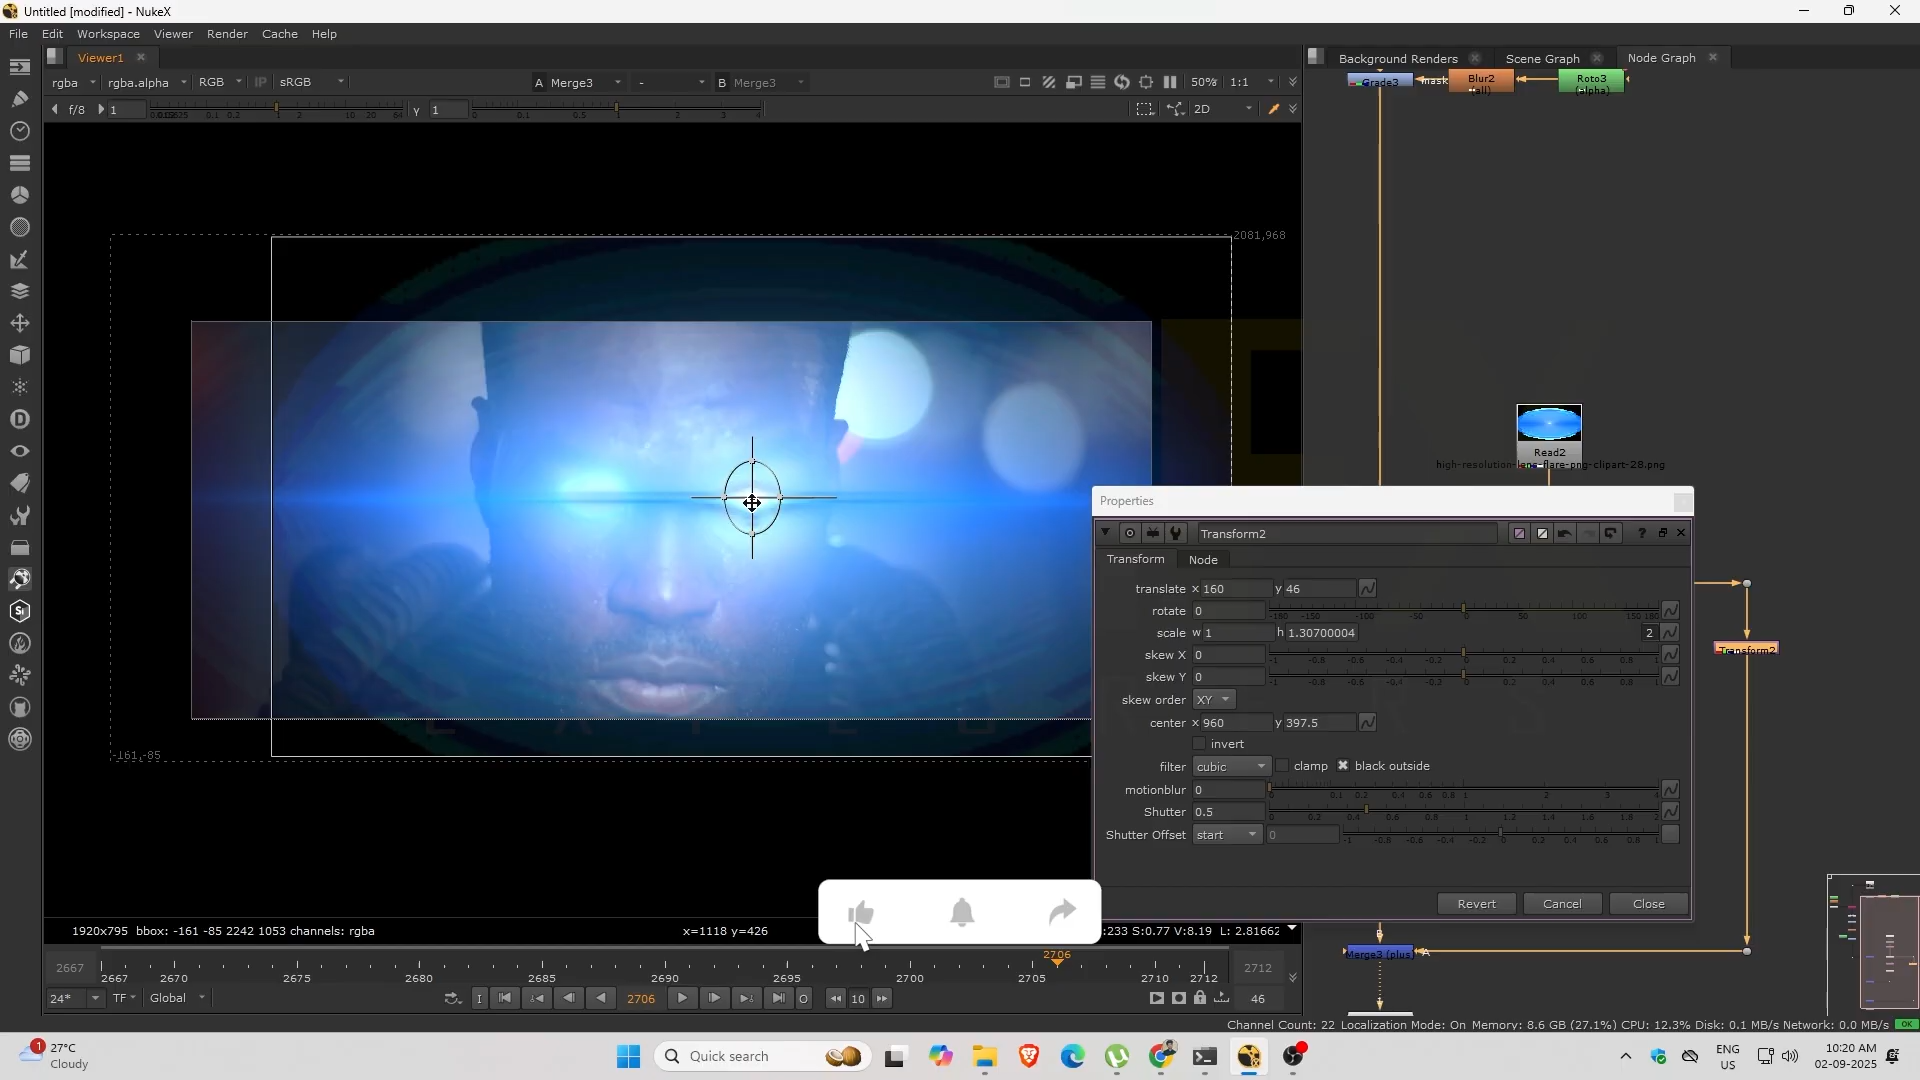 Untitled [modified] - NukeX
File Edit Workspace Viewer Render Cache Help
Viewer1
Background Renders Scene Graph Node Graph
rgba rgba.alpha RGB IP sRGB A Merge3 - B Merge3 50% 1:1
f/8 1 γ 1 2D
Grade3 mask Blur2 Roto3
(all) (alpha)
2081,968
Read2
high-resolution-lens-flare-png-clipart-28.png
Properties
Transform2
Transform Node
translate x 160 y 46
rotate 0
scale w 1 h 1.30700004 2
skew X 0
skew Y 0
skew order XY
center x 960 y 397.5
invert
filter cubic clamp black outside
motionblur 0
Shutter 0.5
Shutter Offset start 0
Revert Cancel Close
Transform2
-161,-85
1920x795 bbox: -161 -85 2242 1053 channels: rgba x=1118 y=426 :233 S:0.77 V:8.19 L: 2.81662
B
Merge3 (plus) A
2667 2667 2670 2675 2680 2685 2690 2695 2700 2705 2706 2710 2712 2712
24* TF Global I 2706 O 10 46
Channel Count: 22 Localization Mode: On Memory: 8.6 GB (27.1%) CPU: 12.3% Disk: 0.1 MB/s Network: 0.0 MB/s OK
1 27°C
Cloudy
Quick search
ENG
US
10:20 AM
02-09-2025